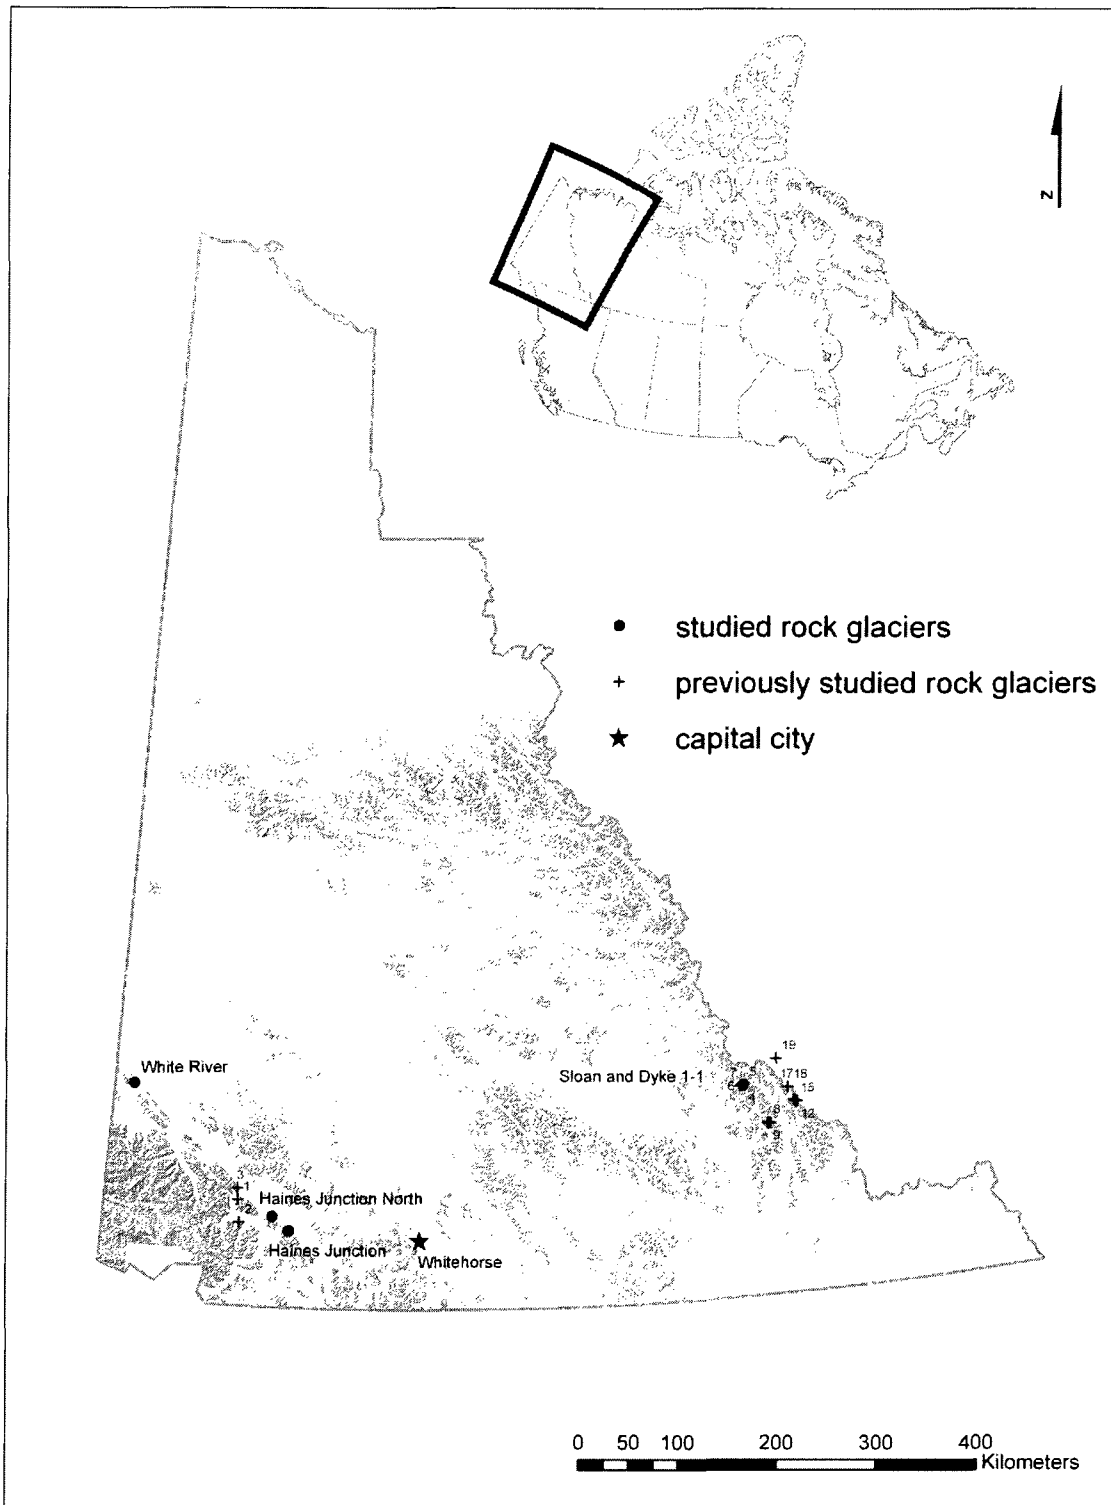 N
studied rock glaciers
previously studied rock glaciers
capital city
White River
19
Sloan and Dyke 1-1
7 5
1718
6
15
4
12
8
9
3
1
Haines Junction North
2
Haines Junction
Whitehorse
0 50 100 200 300 400
Kilometers